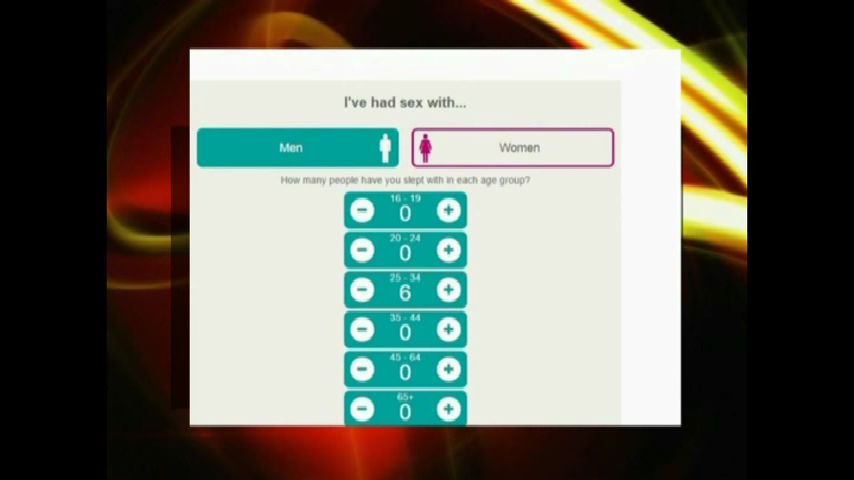 I've had sex with...
Men
Women
How many people have you slept with in each age group?
16 - 19
0
20 - 24
0
25 - 34
6
35 - 44
0
45 - 64
0
65+
0